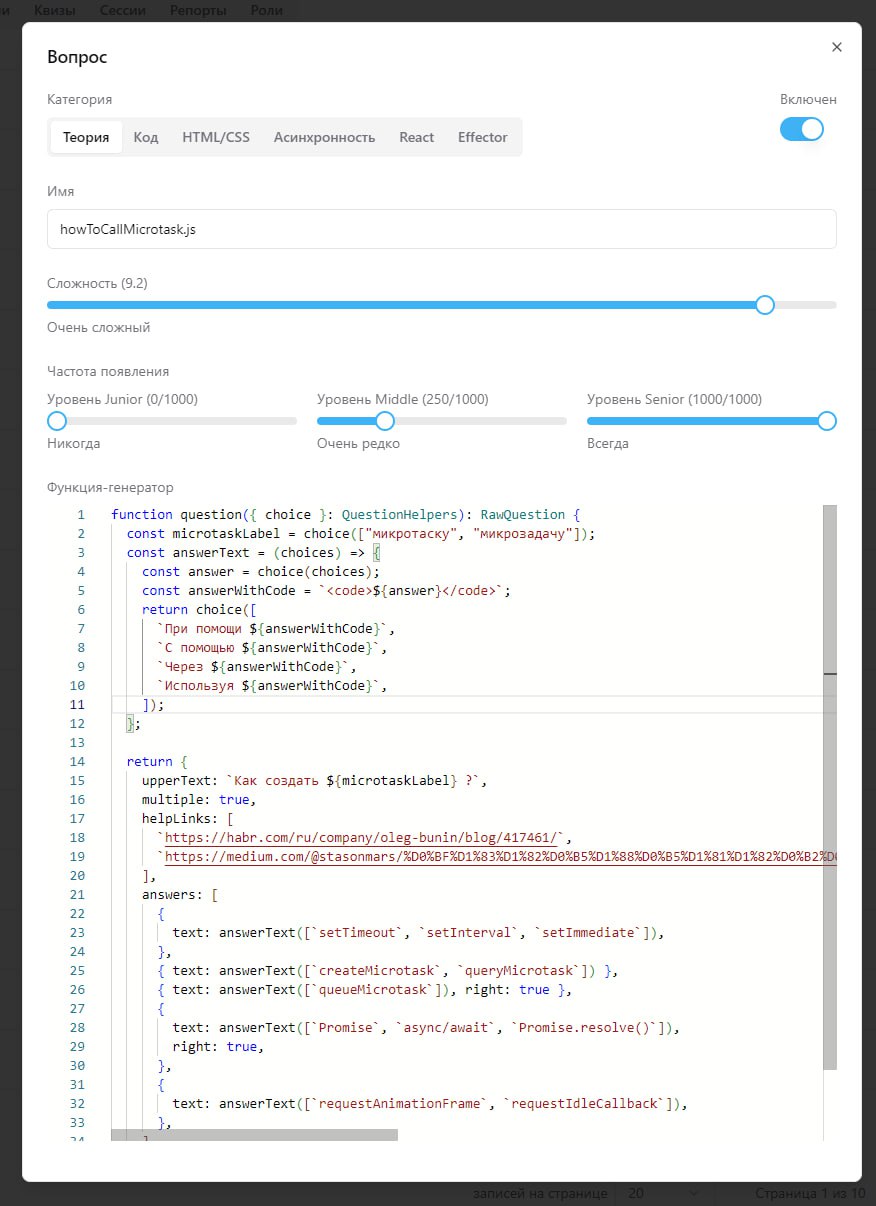 Квизы Сессии Репорты Роли
Вопрос
Категория
Включен
Теория Код HTML/CSS Асинхронность React Effector
Имя
howToCallMicrotask.js
Сложность (9.2)
Очень сложный
Частота появления
Уровень Junior (0/1000) Уровень Middle (250/1000) Уровень Senior (1000/1000)
Никогда Очень редко Всегда
Функция-генератор
1 function question({ choice }: QuestionHelpers): RawQuestion {
2 const microtaskLabel = choice(["микротаску", "микрозадачу"]);
3 const answerText = (choices) => {
4 const answer = choice(choices);
5 const answerWithCode = `<code>${answer}</code>`;
6 return choice([
7 `При помощи ${answerWithCode}`,
8 `С помощью ${answerWithCode}`,
9 `Через ${answerWithCode}`,
10 `Используя ${answerWithCode}`,
11 ]);
12 };
13
14 return {
15 upperText: `Как создать ${microtaskLabel} ?`,
16 multiple: true,
17 helpLinks: [
18 `https://habr.com/ru/company/oleg-bunin/blog/417461/`,
19 `https://medium.com/@stasonmars/%D0%BF%D1%83%D1%82%D0%B5%D1%88%D0%B5%D1%81%D1%82%D0%B2%D0
20 ],
21 answers: [
22 {
23 text: answerText([`setTimeout`, `setInterval`, `setImmediate`]),
24 },
25 { text: answerText([`createMicrotask`, `queryMicrotask`]) },
26 { text: answerText([`queueMicrotask`]), right: true },
27 {
28 text: answerText([`Promise`, `async/await`, `Promise.resolve()`]),
29 right: true,
30 },
31 {
32 text: answerText([`requestAnimationFrame`, `requestIdleCallback`]),
33 },
34 ]
записей на странице 20 Страница 1 из 10